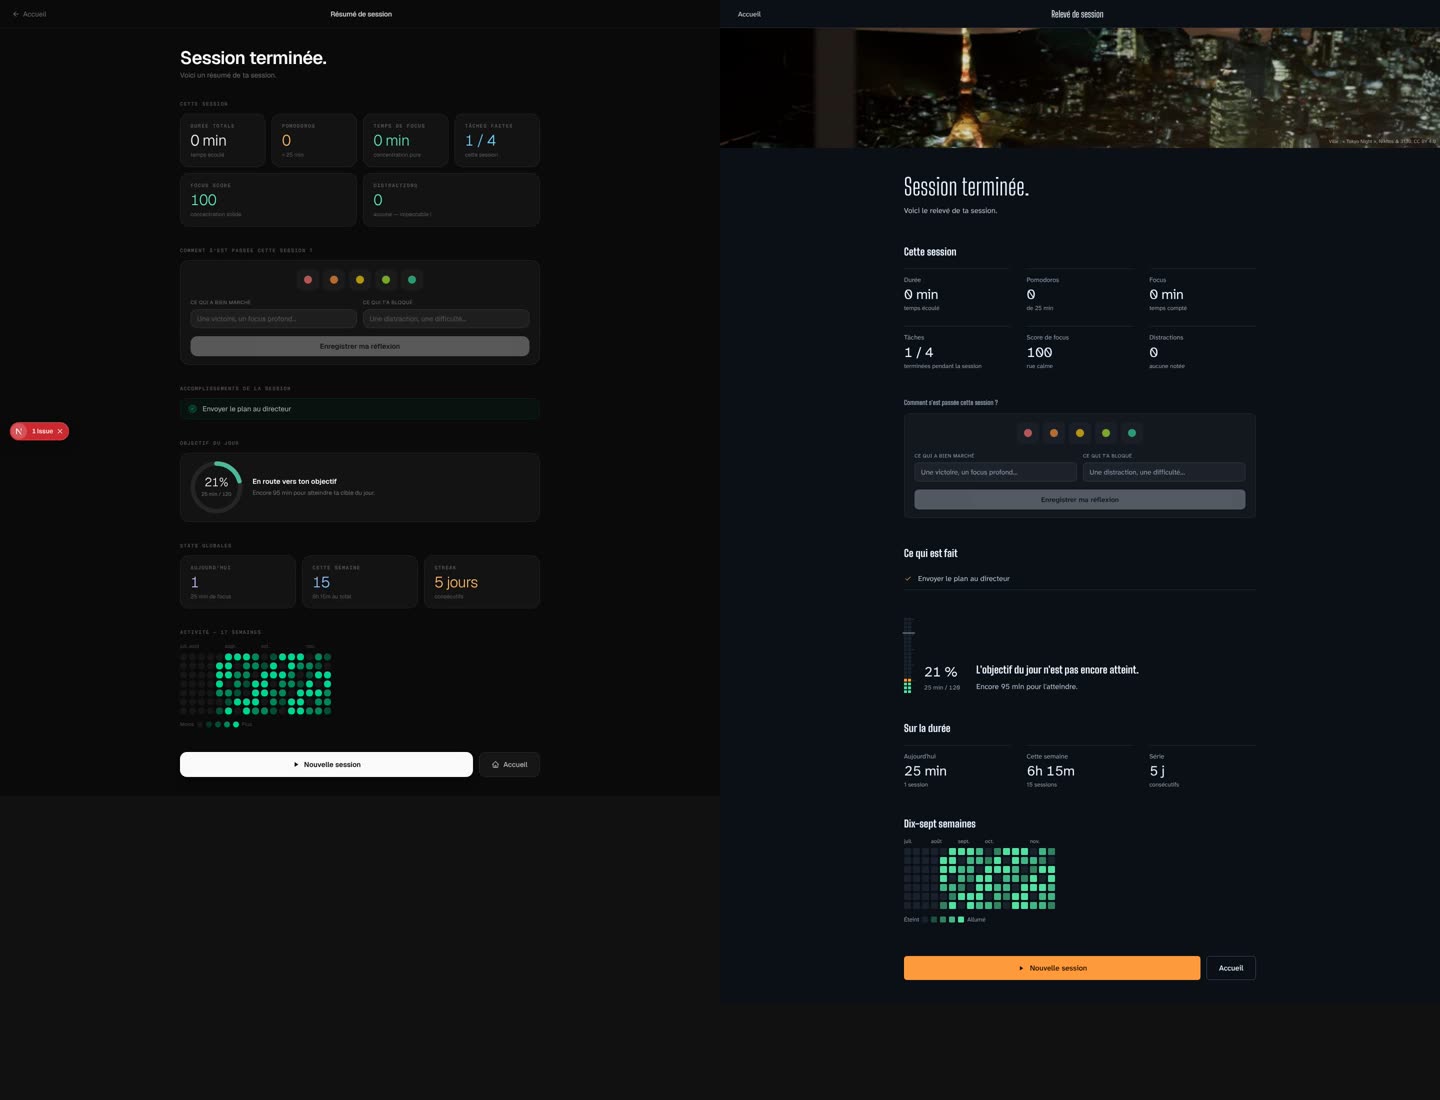 Accueil
Résumé de session
Session terminée.
Voici un résumé de ta session.
CETTE SESSION
DURÉE TOTALE
0 min
temps écoulé
POMODOROS
0
× 25 min
TEMPS DE FOCUS
0 min
concentration pure
TÂCHES FAITES
1 / 4
cette session
FOCUS SCORE
100
concentration solide
DISTRACTIONS
0
aucune — impeccable !
COMMENT S'EST PASSÉE CETTE SESSION ?
CE QUI A BIEN MARCHÉ
CE QUI T'A BLOQUÉ
Une victoire, un focus profond...
Une distraction, une difficulté...
Enregistrer ma réflexion
ACCOMPLISSEMENTS DE LA SESSION
Envoyer le plan au directeur
1 Issue
OBJECTIF DU JOUR
21%
25 min / 120
En route vers ton objectif
Encore 95 min pour atteindre ta cible du jour.
STATS GLOBALES
AUJOURD'HUI
1
25 min de focus
CETTE SEMAINE
15
6h 15m au total
STREAK
5 jours
consécutifs
ACTIVITÉ — 17 SEMAINES
juil. août
sept.
oct.
nov.
Moins
Plus
Nouvelle session
Accueil
Accueil
Relevé de session
Session terminée.
Voici le relevé de ta session.
Cette session
Durée
0 min
temps écoulé
Pomodoros
0
de 25 min
Focus
0 min
temps compté
Tâches
1 / 4
terminées pendant la session
Score de focus
100
rue calme
Distractions
0
aucune notée
Comment s'est passée cette session ?
CE QUI A BIEN MARCHÉ
CE QUI T'A BLOQUÉ
Une victoire, un focus profond...
Une distraction, une difficulté...
Enregistrer ma réflexion
Ce qui est fait
Envoyer le plan au directeur
21 %
25 min / 120
L'objectif du jour n'est pas encore atteint.
Encore 95 min pour l'atteindre.
Sur la durée
Aujourd'hui
25 min
1 session
Cette semaine
6h 15m
15 sessions
Série
5 j
consécutifs
Dix-sept semaines
juil.
août
sept.
oct.
nov.
Éteint
Allumé
Nouvelle session
Accueil